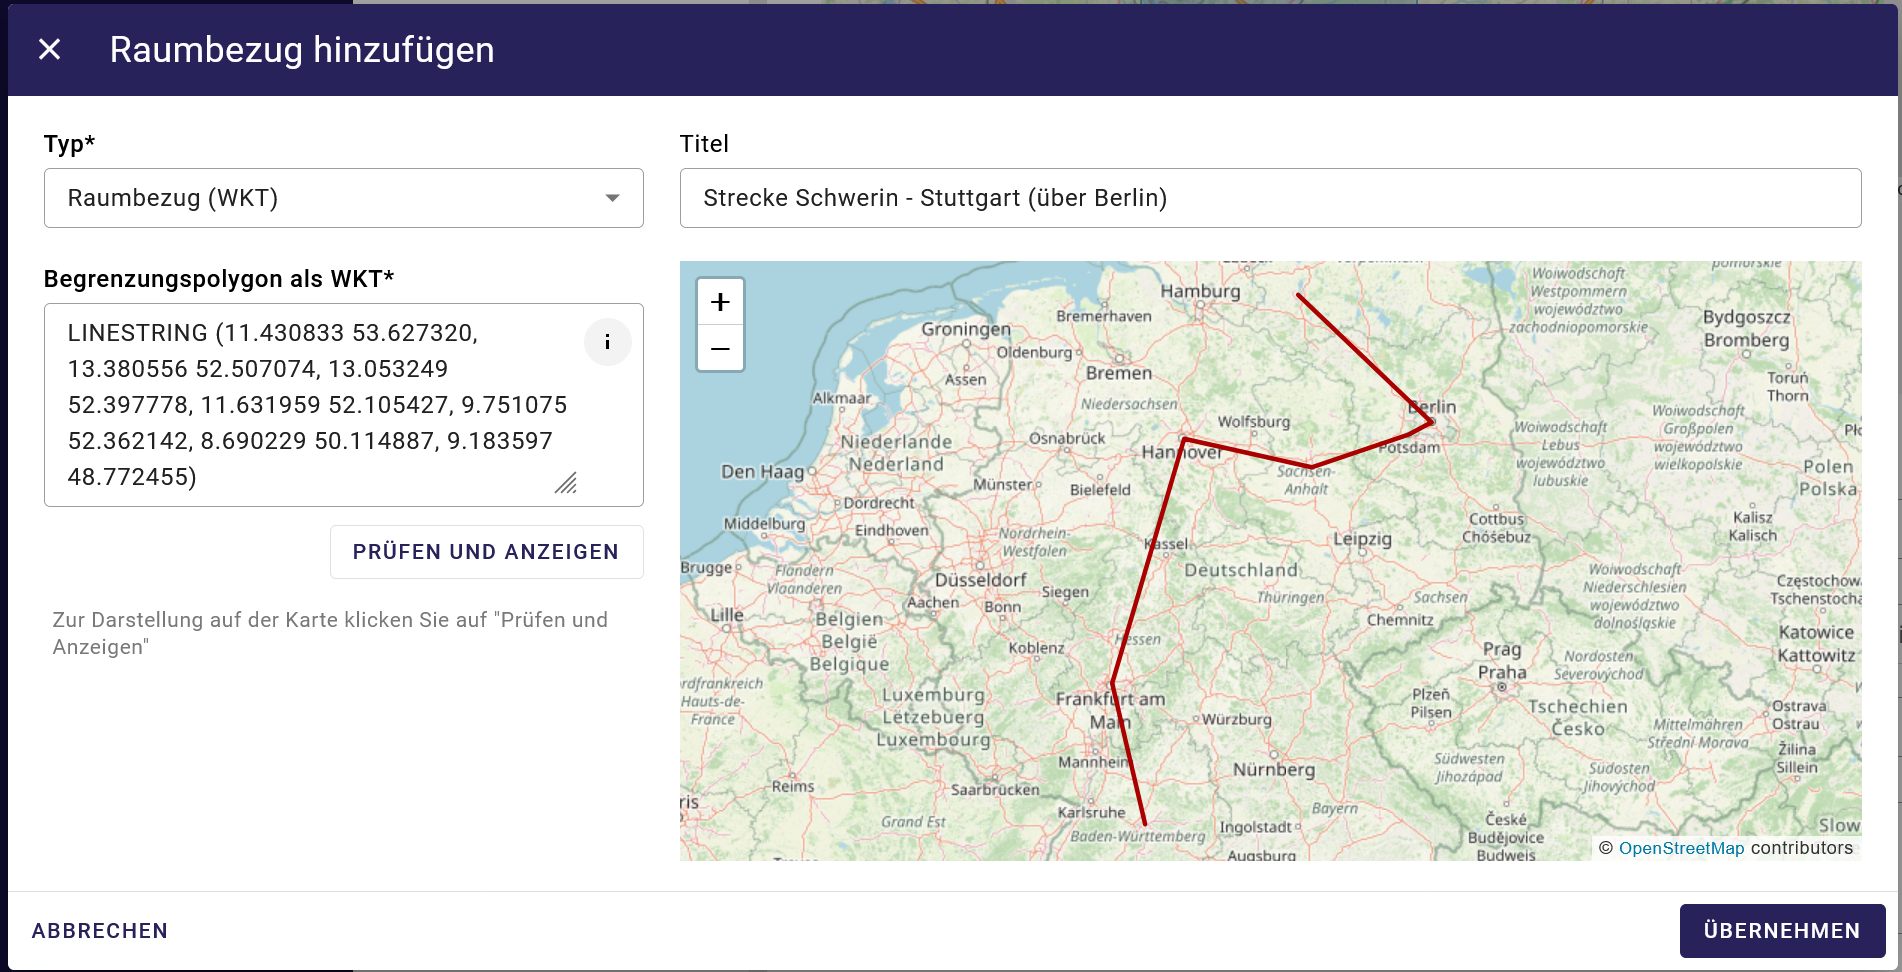 Raumbezug hinzufügen
Typ*
Raumbezug (WKT)
Titel
Strecke Schwerin - Stuttgart (über Berlin)
Begrenzungspolygon als WKT*
LINESTRING (11.430833 53.627320,
13.380556 52.507074, 13.053249
52.397778, 11.631959 52.105427, 9.751075
52.362142, 8.690229 50.114887, 9.183597
48.772455)
i
PRÜFEN UND ANZEIGEN
Zur Darstellung auf der Karte klicken Sie auf "Prüfen und
Anzeigen"
+
−
Hamburg
Bremerhaven
Groningen
Oldenburg
Bremen
Assen
Alkmaar
Niedersachsen
Wolfsburg
Berlin
Potsdam
Osnabrück
Hannover
Niederlande
Nederland
Den Haag
Münster
Bielefeld
Sachsen-
Anhalt
Dordrecht
Middelburg
Eindhoven
Nordrhein-
Westfalen
Kassel
Leipzig
Cottbus
Chóśebuz
Brugge
Flandern
Vlaanderen
Düsseldorf
Deutschland
Siegen
Thüringen
Sachsen
Aachen
Bonn
Lille
Belgien
België
Belgique
Hessen
Chemnitz
Koblenz
Prag
Praha
Luxemburg
Lëtzebuerg
Luxembourg
Frankfurt am
Main
Würzburg
Plzeň
Pilsen
Mannheim
Nürnberg
Reims
Saarbrücken
Karlsruhe
Grand Est
Baden-Württemberg
Bayern
Ingolstadt
Augsburg
České
Budějovice
Budweis
Woiwodschaft
Westpommern
województwo
zachodniopomorskie
Bydgoszcz
Bromberg
Toruń
Thorn
Woiwodschaft
Lebus
województwo
lubuskie
Woiwodschaft
Großpolen
województwo
wielkopolskie
Polen
Polska
Kalisz
Kalisch
Woiwodschaft
Niederschlesien
województwo
dolnośląskie
Katowice
Kattowitz
Nordosten
Severovýchod
Tschechien
Česko
Mittelmähren
Střední Morava
Ostrava
Ostrau
Žilina
Sillein
Südwesten
Jihozápad
Südosten
Jihovýchod
© OpenStreetMap contributors
ABBRECHEN
ÜBERNEHMEN